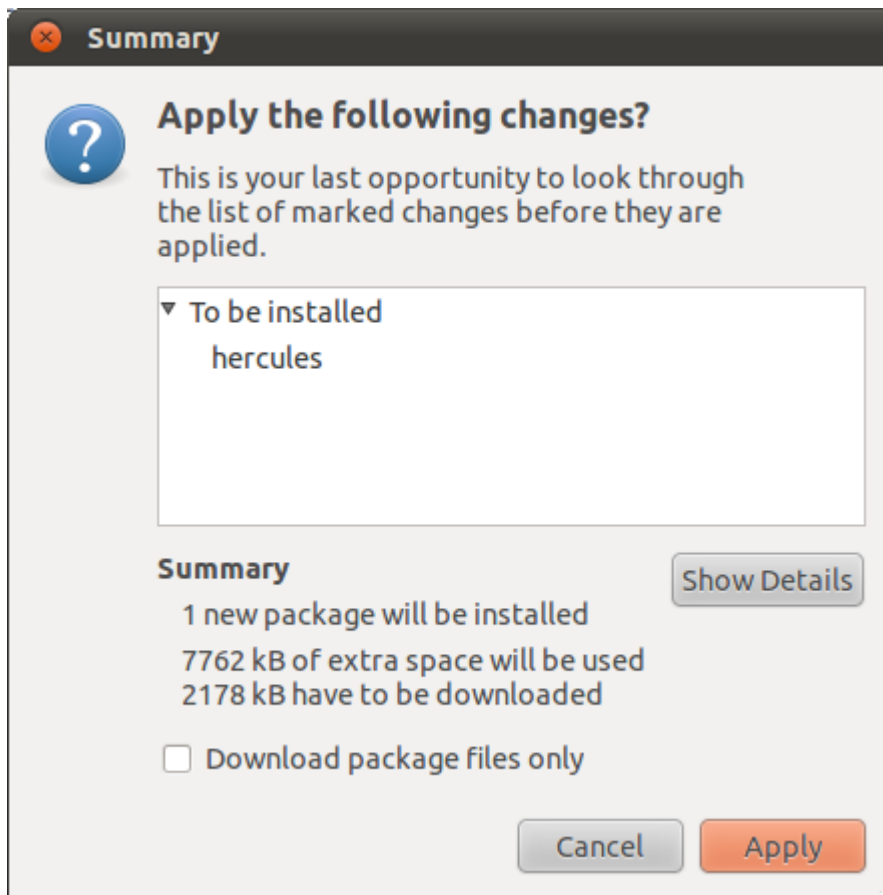 Summary
Apply the following changes?
This is your last opportunity to look through
the list of marked changes before they are
applied.
To be installed
hercules
Summary
Show Details
1 new package will be installed
7762 kB of extra space will be used
2178 kB have to be downloaded
Download package files only
Cancel
Apply